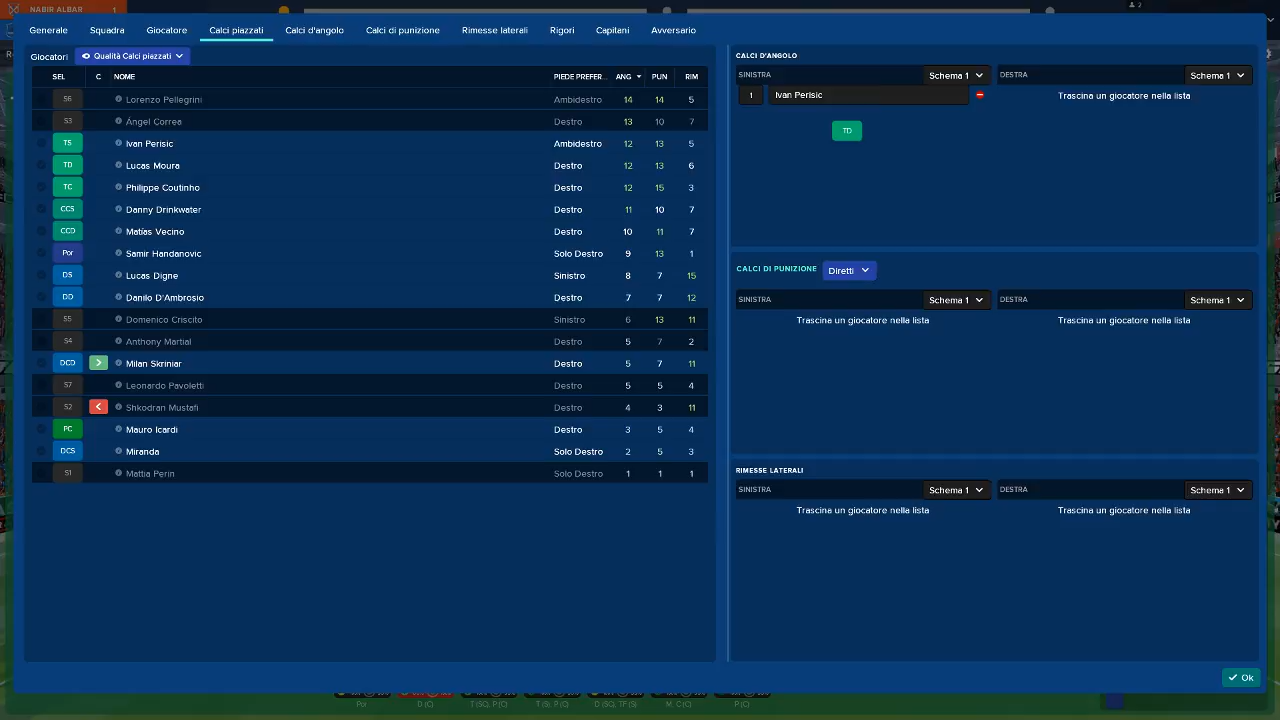 NABIR ALBAR 1
2
Generale Squadra Giocatore Calci piazzati Calci d'angolo Calci di punizione Rimesse laterali Rigori Capitani Avversario
Giocatori Qualità Calci piazzati
SEL C NOME PIEDE PREFER... ANG PUN RIM
S6 Lorenzo Pellegrini Ambidestro 14 14 5
S3 Ángel Correa Destro 13 10 7
TS Ivan Perisic Ambidestro 12 13 5
TD Lucas Moura Destro 12 13 6
TC Philippe Coutinho Destro 12 15 3
CCS Danny Drinkwater Destro 11 10 7
CCD Matías Vecino Destro 10 11 7
Por Samir Handanovic Solo Destro 9 13 1
DS Lucas Digne Sinistro 8 7 15
DD Danilo D'Ambrosio Destro 7 7 12
S5 Domenico Criscito Sinistro 6 13 11
S4 Anthony Martial Destro 5 7 2
DCD > Milan Skriniar Destro 5 7 11
S7 Leonardo Pavoletti Destro 5 5 4
S2 < Shkodran Mustafi Destro 4 3 11
PC Mauro Icardi Destro 3 5 4
DCS Miranda Solo Destro 2 5 3
S1 Mattia Perin Solo Destro 1 1 1
CALCI D'ANGOLO
SINISTRA Schema 1 DESTRA Schema 1
1 Ivan Perisic Trascina un giocatore nella lista
TD
CALCI DI PUNIZIONE Diretti
SINISTRA Schema 1 DESTRA Schema 1
Trascina un giocatore nella lista Trascina un giocatore nella lista
RIMESSE LATERALI
SINISTRA Schema 1 DESTRA Schema 1
Trascina un giocatore nella lista Trascina un giocatore nella lista
Ok
Por D (C) T (SC), P (C) T (S), P (C) D (S), TF (S) M, C (C) P (C)